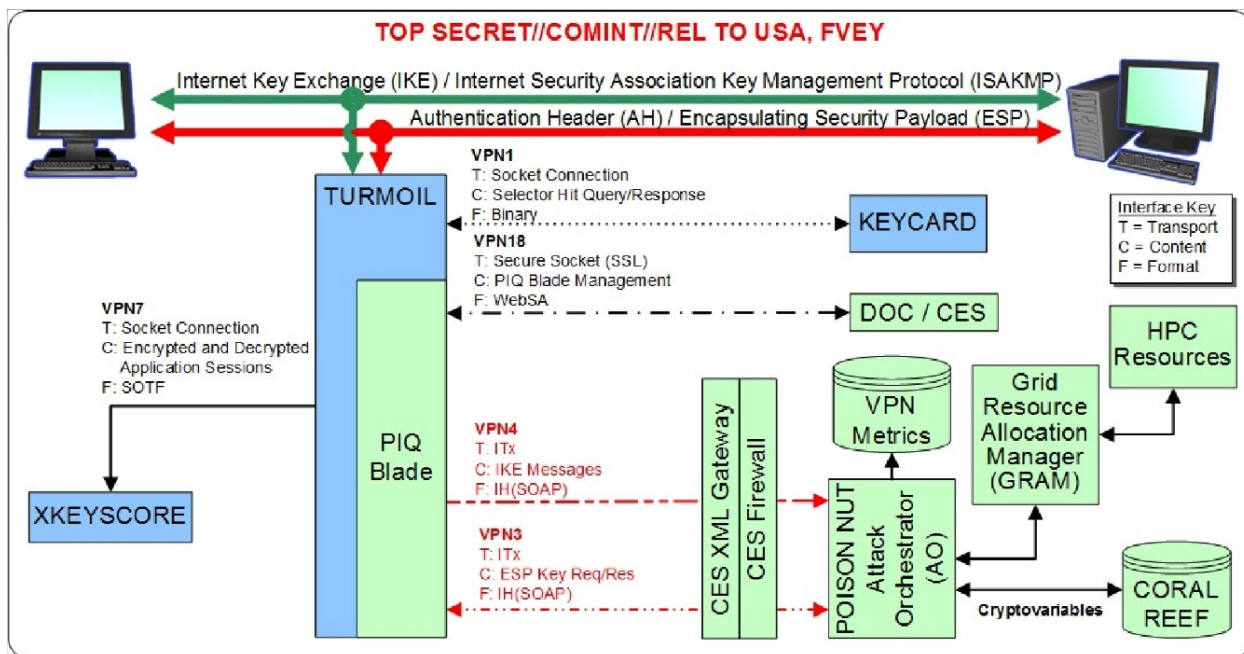 TOP SECRET//COMINT//REL TO USA, FVEY
Internet Key Exchange (IKE) / Internet Security Association Key Management Protocol (ISAKMP)
Authentication Header (AH) / Encapsulating Security Payload (ESP)
TURMOIL
VPN1
T: Socket Connection
C: Selector Hit Query/Response
F: Binary
KEYCARD
Interface Key
T = Transport
C = Content
F = Format
VPN18
T: Secure Socket (SSL)
C: PIQ Blade Management
F: WebSA
DOC / CES
VPN7
T: Socket Connection
C: Encrypted and Decrypted
Application Sessions
F: SOTF
XKEYSCORE
PIQ
Blade
VPN4
T: ITx
C: IKE Messages
F: IH(SOAP)
VPN3
T: ITx
C: ESP Key Req/Res
F: IH(SOAP)
CES XML Gateway
CES Firewall
VPN
Metrics
POISON NUT
Attack
Orchestrator
(AO)
Grid
Resource
Allocation
Manager
(GRAM)
HPC
Resources
Cryptovariables
CORAL
REEF